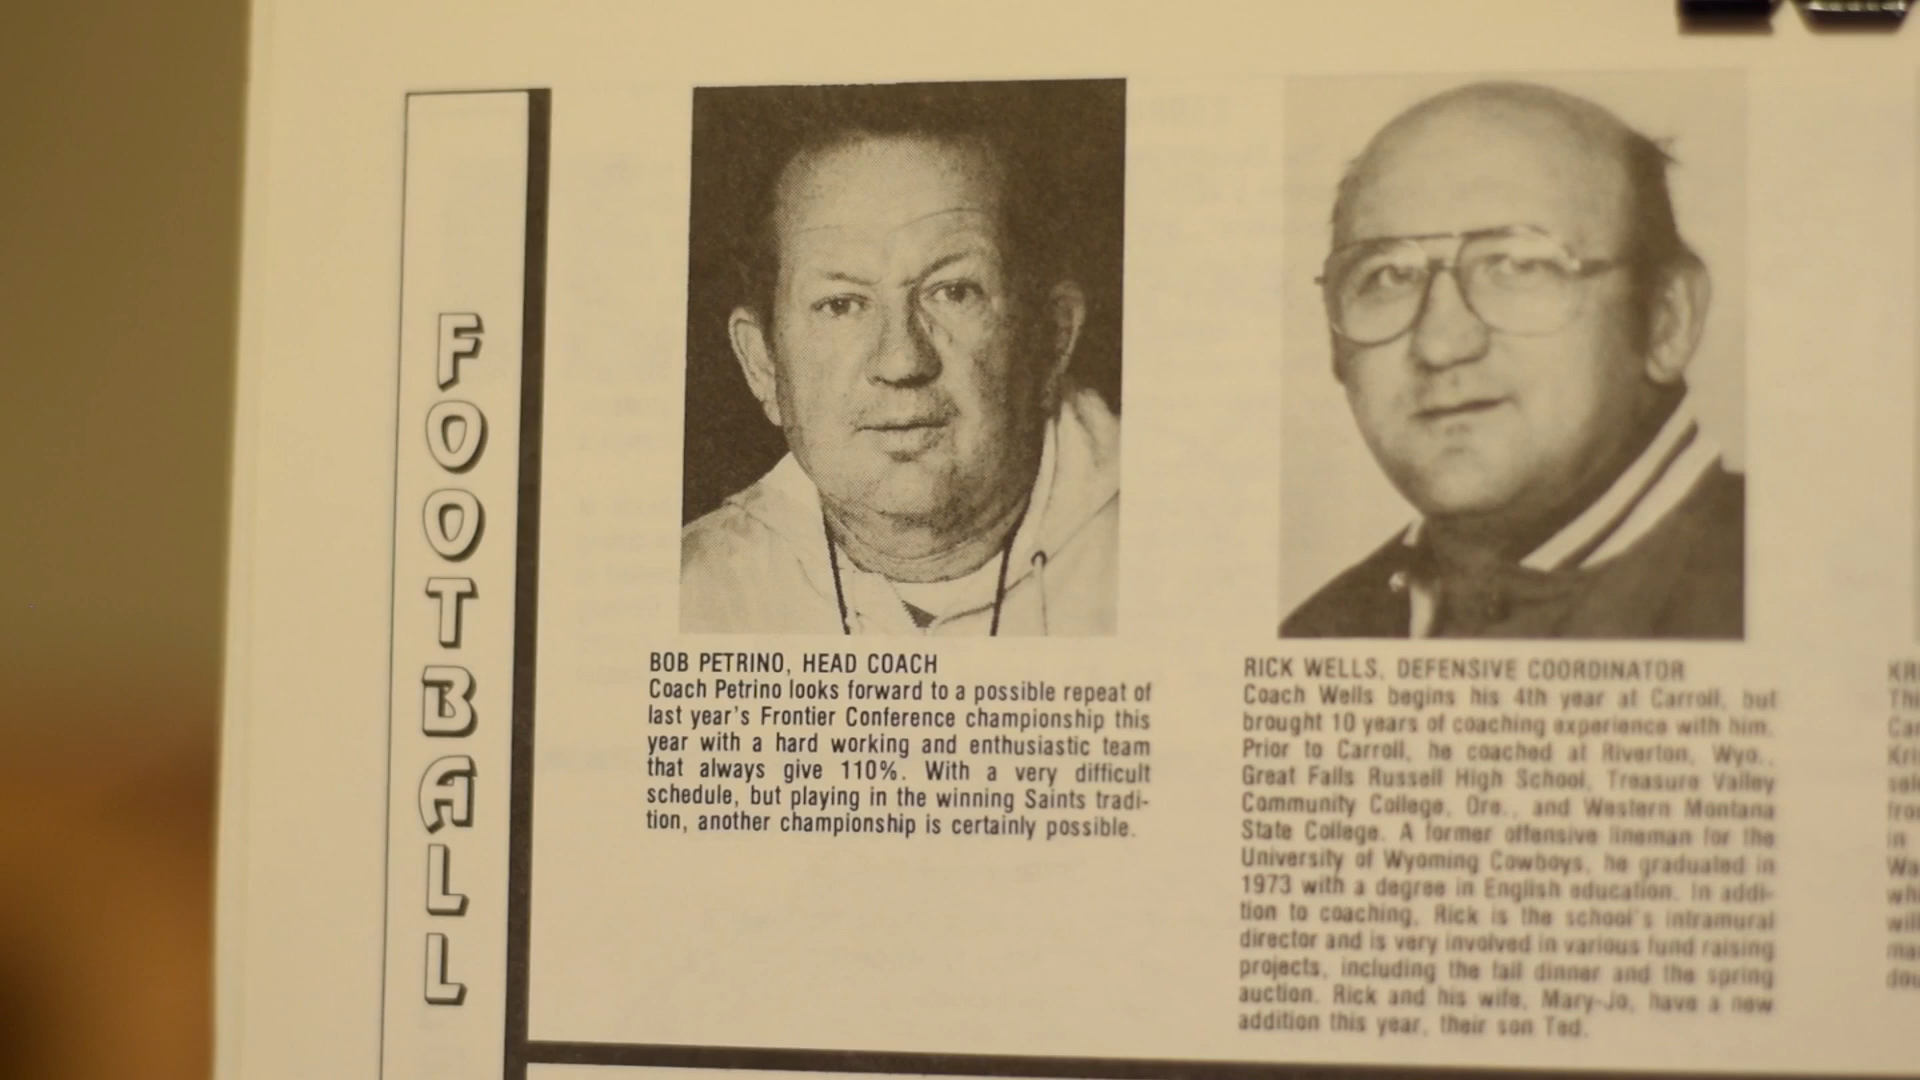 FOOTBALL
BOB PETRINO, HEAD COACH
Coach Petrino looks forward to a possible repeat of
last year's Frontier Conference championship this
year with a hard working and enthusiastic team
that always give 110%. With a very difficult
schedule, but playing in the winning Saints tradi-
tion, another championship is certainly possible.
RICK WELLS, DEFENSIVE COORDINATOR
Coach Wells begins his 4th year at Carroll, but
brought 10 years of coaching experience with him.
Prior to Carroll, he coached at Riverton, Wyo.,
Great Falls Russell High School, Treasure Valley
Community College, Ore., and Western Montana
State College. A former offensive lineman for the
University of Wyoming Cowboys, he graduated in
1973 with a degree in English education. In addi-
tion to coaching, Rick is the school's intramural
director and is very involved in various fund raising
projects, including the fall dinner and the spring
auction. Rick and his wife, Mary-Jo, have a new
addition this year, their son Ted.